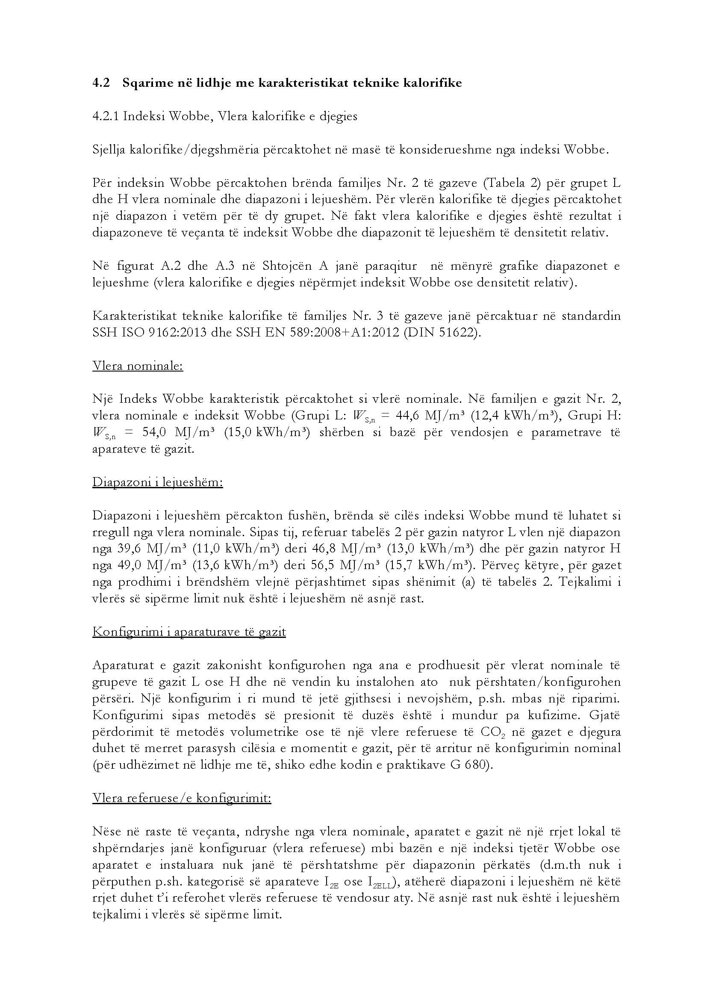 4.2 Sqarime në lidhje me karakteristikat teknike kalorifike
4.2.1 Indeksi Wobbe, Vlera kalorifike e djegies
Sjellja kalorifike/djegshmëria përcaktohet në masë të konsiderueshme nga indeksi Wobbe.
Për indeksin Wobbe përcaktohen brënda familjes Nr. 2 të gazeve (Tabela 2) për grupet L
dhe H vlera nominale dhe diapazoni i lejueshëm. Për vlerën kalorifike të djegies përcaktohet
një diapazon i vetëm për të dy grupet. Në fakt vlera kalorifike e djegies është rezultat i
diapazoneve të veçanta të indeksit Wobbe dhe diapazonit të lejueshëm të densitetit relativ.
Në figurat A.2 dhe A.3 në Shtojcën A janë paraqitur në mënyrë grafike diapazonet e
lejueshme (vlera kalorifike e djegies nëpërmjet indeksit Wobbe ose densitetit relativ).
Karakteristikat teknike kalorifike të familjes Nr. 3 të gazeve janë përcaktuar në standardin
SSH ISO 9162:2013 dhe SSH EN 589:2008+A1:2012 (DIN 51622).
Vlera nominale:
Një Indeks Wobbe karakteristik përcaktohet si vlerë nominale. Në familjen e gazit Nr. 2,
vlera nominale e indeksit Wobbe (Grupi L: W_S,n = 44,6 MJ/m³ (12,4 kWh/m³), Grupi H:
W_S,n = 54,0 MJ/m³ (15,0 kWh/m³) shërben si bazë për vendosjen e parametrave të
aparateve të gazit.
Diapazoni i lejueshëm:
Diapazoni i lejueshëm përcakton fushën, brënda së cilës indeksi Wobbe mund të luhatet si
rregull nga vlera nominale. Sipas tij, referuar tabelës 2 për gazin natyror L vlen një diapazon
nga 39,6 MJ/m³ (11,0 kWh/m³) deri 46,8 MJ/m³ (13,0 kWh/m³) dhe për gazin natyror H
nga 49,0 MJ/m³ (13,6 kWh/m³) deri 56,5 MJ/m³ (15,7 kWh/m³). Përveç këtyre, për gazet
nga prodhimi i brëndshëm vlejnë përjashtimet sipas shënimit (a) të tabelës 2. Tejkalimi i
vlerës së sipërme limit nuk është i lejueshëm në asnjë rast.
Konfigurimi i aparaturave të gazit
Aparaturat e gazit zakonisht konfigurohen nga ana e prodhuesit për vlerat nominale të
grupeve të gazit L ose H dhe në vendin ku instalohen ato nuk përshtaten/konfigurohen
përsëri. Një konfigurim i ri mund të jetë gjithsesi i nevojshëm, p.sh. mbas një riparimi.
Konfigurimi sipas metodës së presionit të duzës është i mundur pa kufizime. Gjatë
përdorimit të metodës volumetrike ose të një vlere referuese të CO₂ në gazet e djegura
duhet të merret parasysh cilësia e momentit e gazit, për të arritur në konfigurimin nominal
(për udhëzimet në lidhje me të, shiko edhe kodin e praktikave G 680).
Vlera referuese/e konfigurimit:
Nëse në raste të veçanta, ndryshe nga vlera nominale, aparatet e gazit në një rrjet lokal të
shpërndarjes janë konfiguruar (vlera referuese) mbi bazën e një indeksi tjetër Wobbe ose
aparatet e instaluara nuk janë të përshtatshme për diapazonin përkatës (d.m.th nuk i
përputhen p.sh. kategorisë së aparateve I_2E ose I_2ELL), atëherë diapazoni i lejueshëm në këtë
rrjet duhet t’i referohet vlerës referuese të vendosur aty. Në asnjë rast nuk është i lejueshëm
tejkalimi i vlerës së sipërme limit.